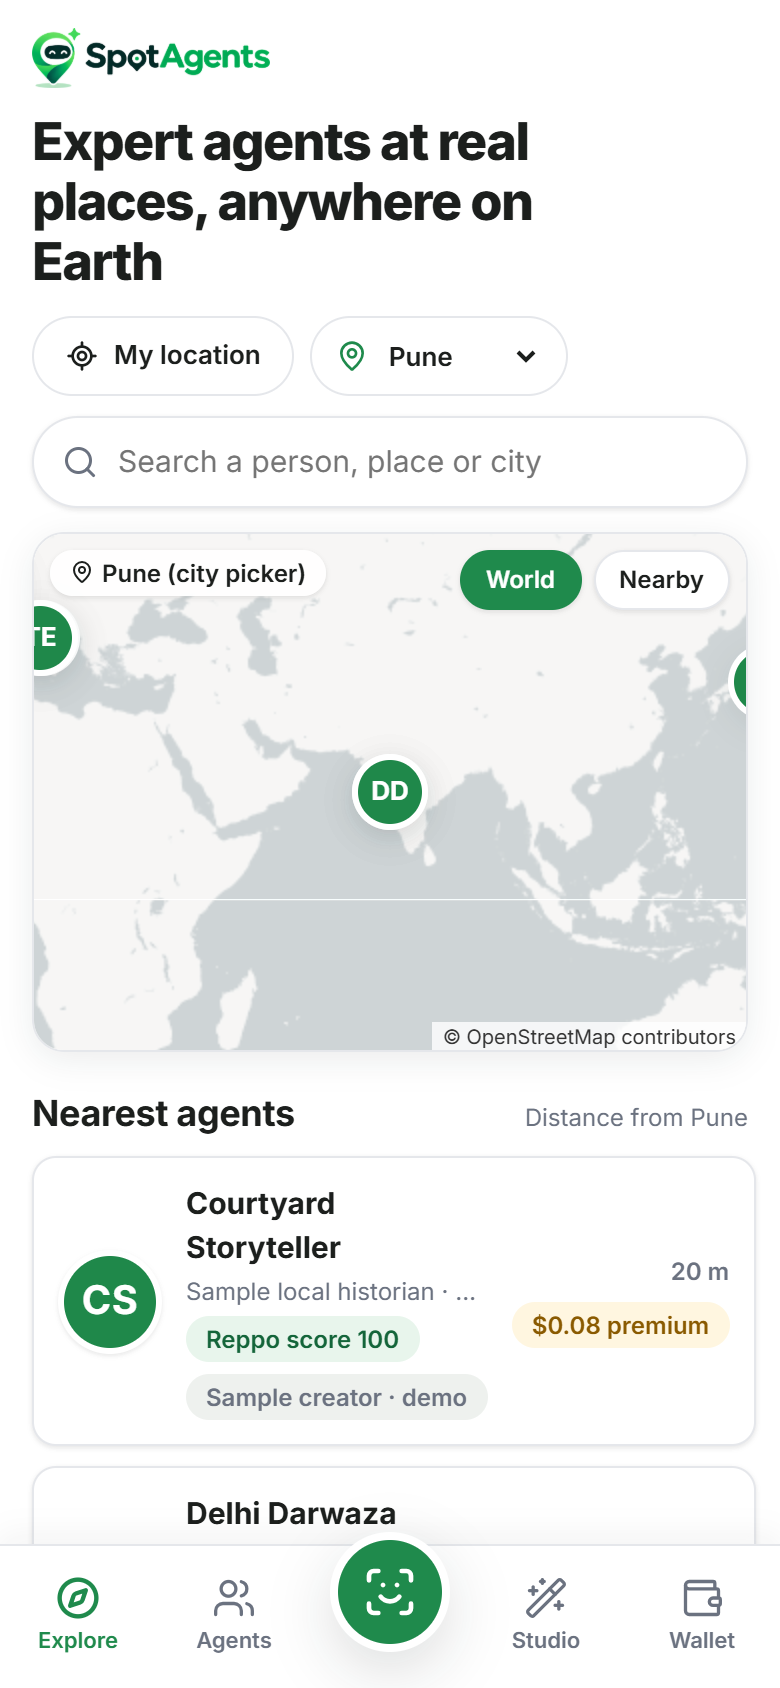 SpotAgents
Expert agents at real
places, anywhere on
Earth
My location
Pune
Search a person, place or city
Pune (city picker)
World
Nearby
TE
DD
© OpenStreetMap contributors
Nearest agents
Distance from Pune
Courtyard
Storyteller
CS
Sample local historian · ...
20 m
Reppo score 100
$0.08 premium
Sample creator · demo
Delhi Darwaza
Explore
Agents
Studio
Wallet